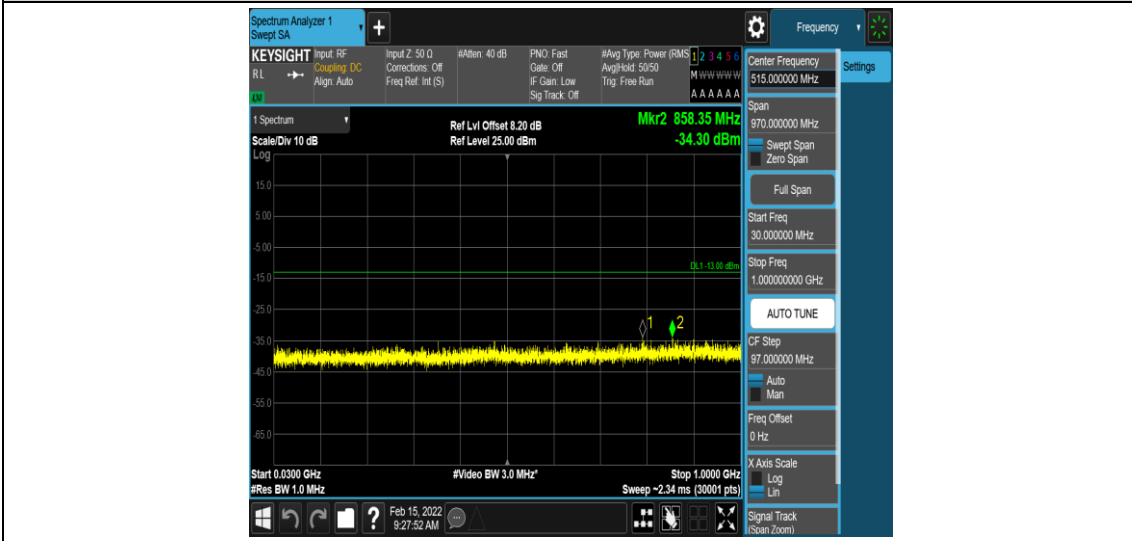 Spectrum Analyzer 1
Swept SA
Frequency
KEYSIGHT
RL
Input: RF
Coupling: DC
Align: Auto
Input Z: 50 Ω
Corrections: Off
Freq Ref: Int (S)
#Atten: 40 dB
PNO: Fast
Gate: Off
IF Gain: Low
Sig Track: Off
#Avg Type: Power (RMS
Avg|Hold: 50/50
Trig: Free Run
1 2 3 4 5 6
M W W W W W
A A A A A A
Center Frequency
515.000000 MHz
Settings
Span
970.000000 MHz
Swept Span
Zero Span
Full Span
Start Freq
30.000000 MHz
Stop Freq
1.000000000 GHz
AUTO TUNE
CF Step
97.000000 MHz
Auto
Man
Freq Offset
0 Hz
X Axis Scale
Log
Lin
Signal Track
(Span Zoom)
1 Spectrum
Scale/Div 10 dB
Ref Lvl Offset 8.20 dB
Ref Level 25.00 dBm
Mkr2 858.35 MHz
-34.30 dBm
Log
15.0
5.00
-5.00
DL1 -13.00 dBm
-15.0
-25.0
1
2
-35.0
-45.0
-55.0
-65.0
Start 0.0300 GHz
#Video BW 3.0 MHz*
Stop 1.0000 GHz
#Res BW 1.0 MHz
Sweep ~2.34 ms (30001 pts)
?
Feb 15, 2022
9:27:52 AM